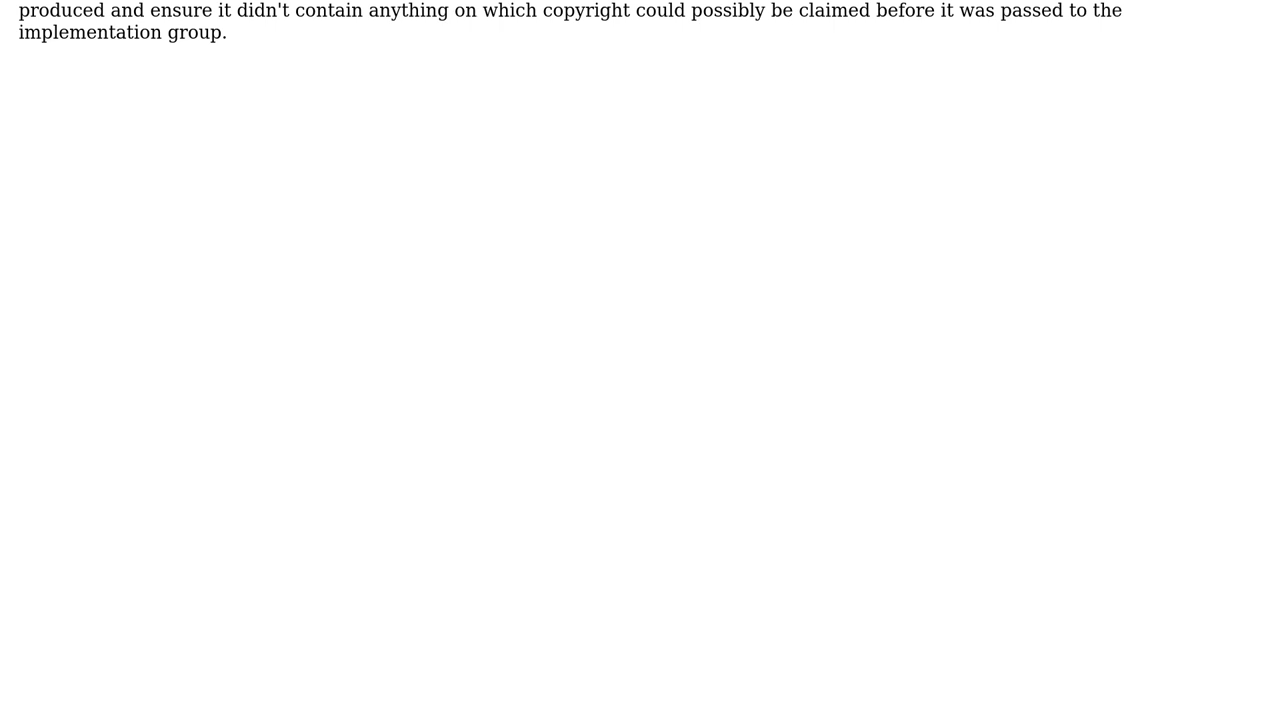 produced and ensure it didn't contain anything on which copyright could possibly be claimed before it was passed to the
implementation group.